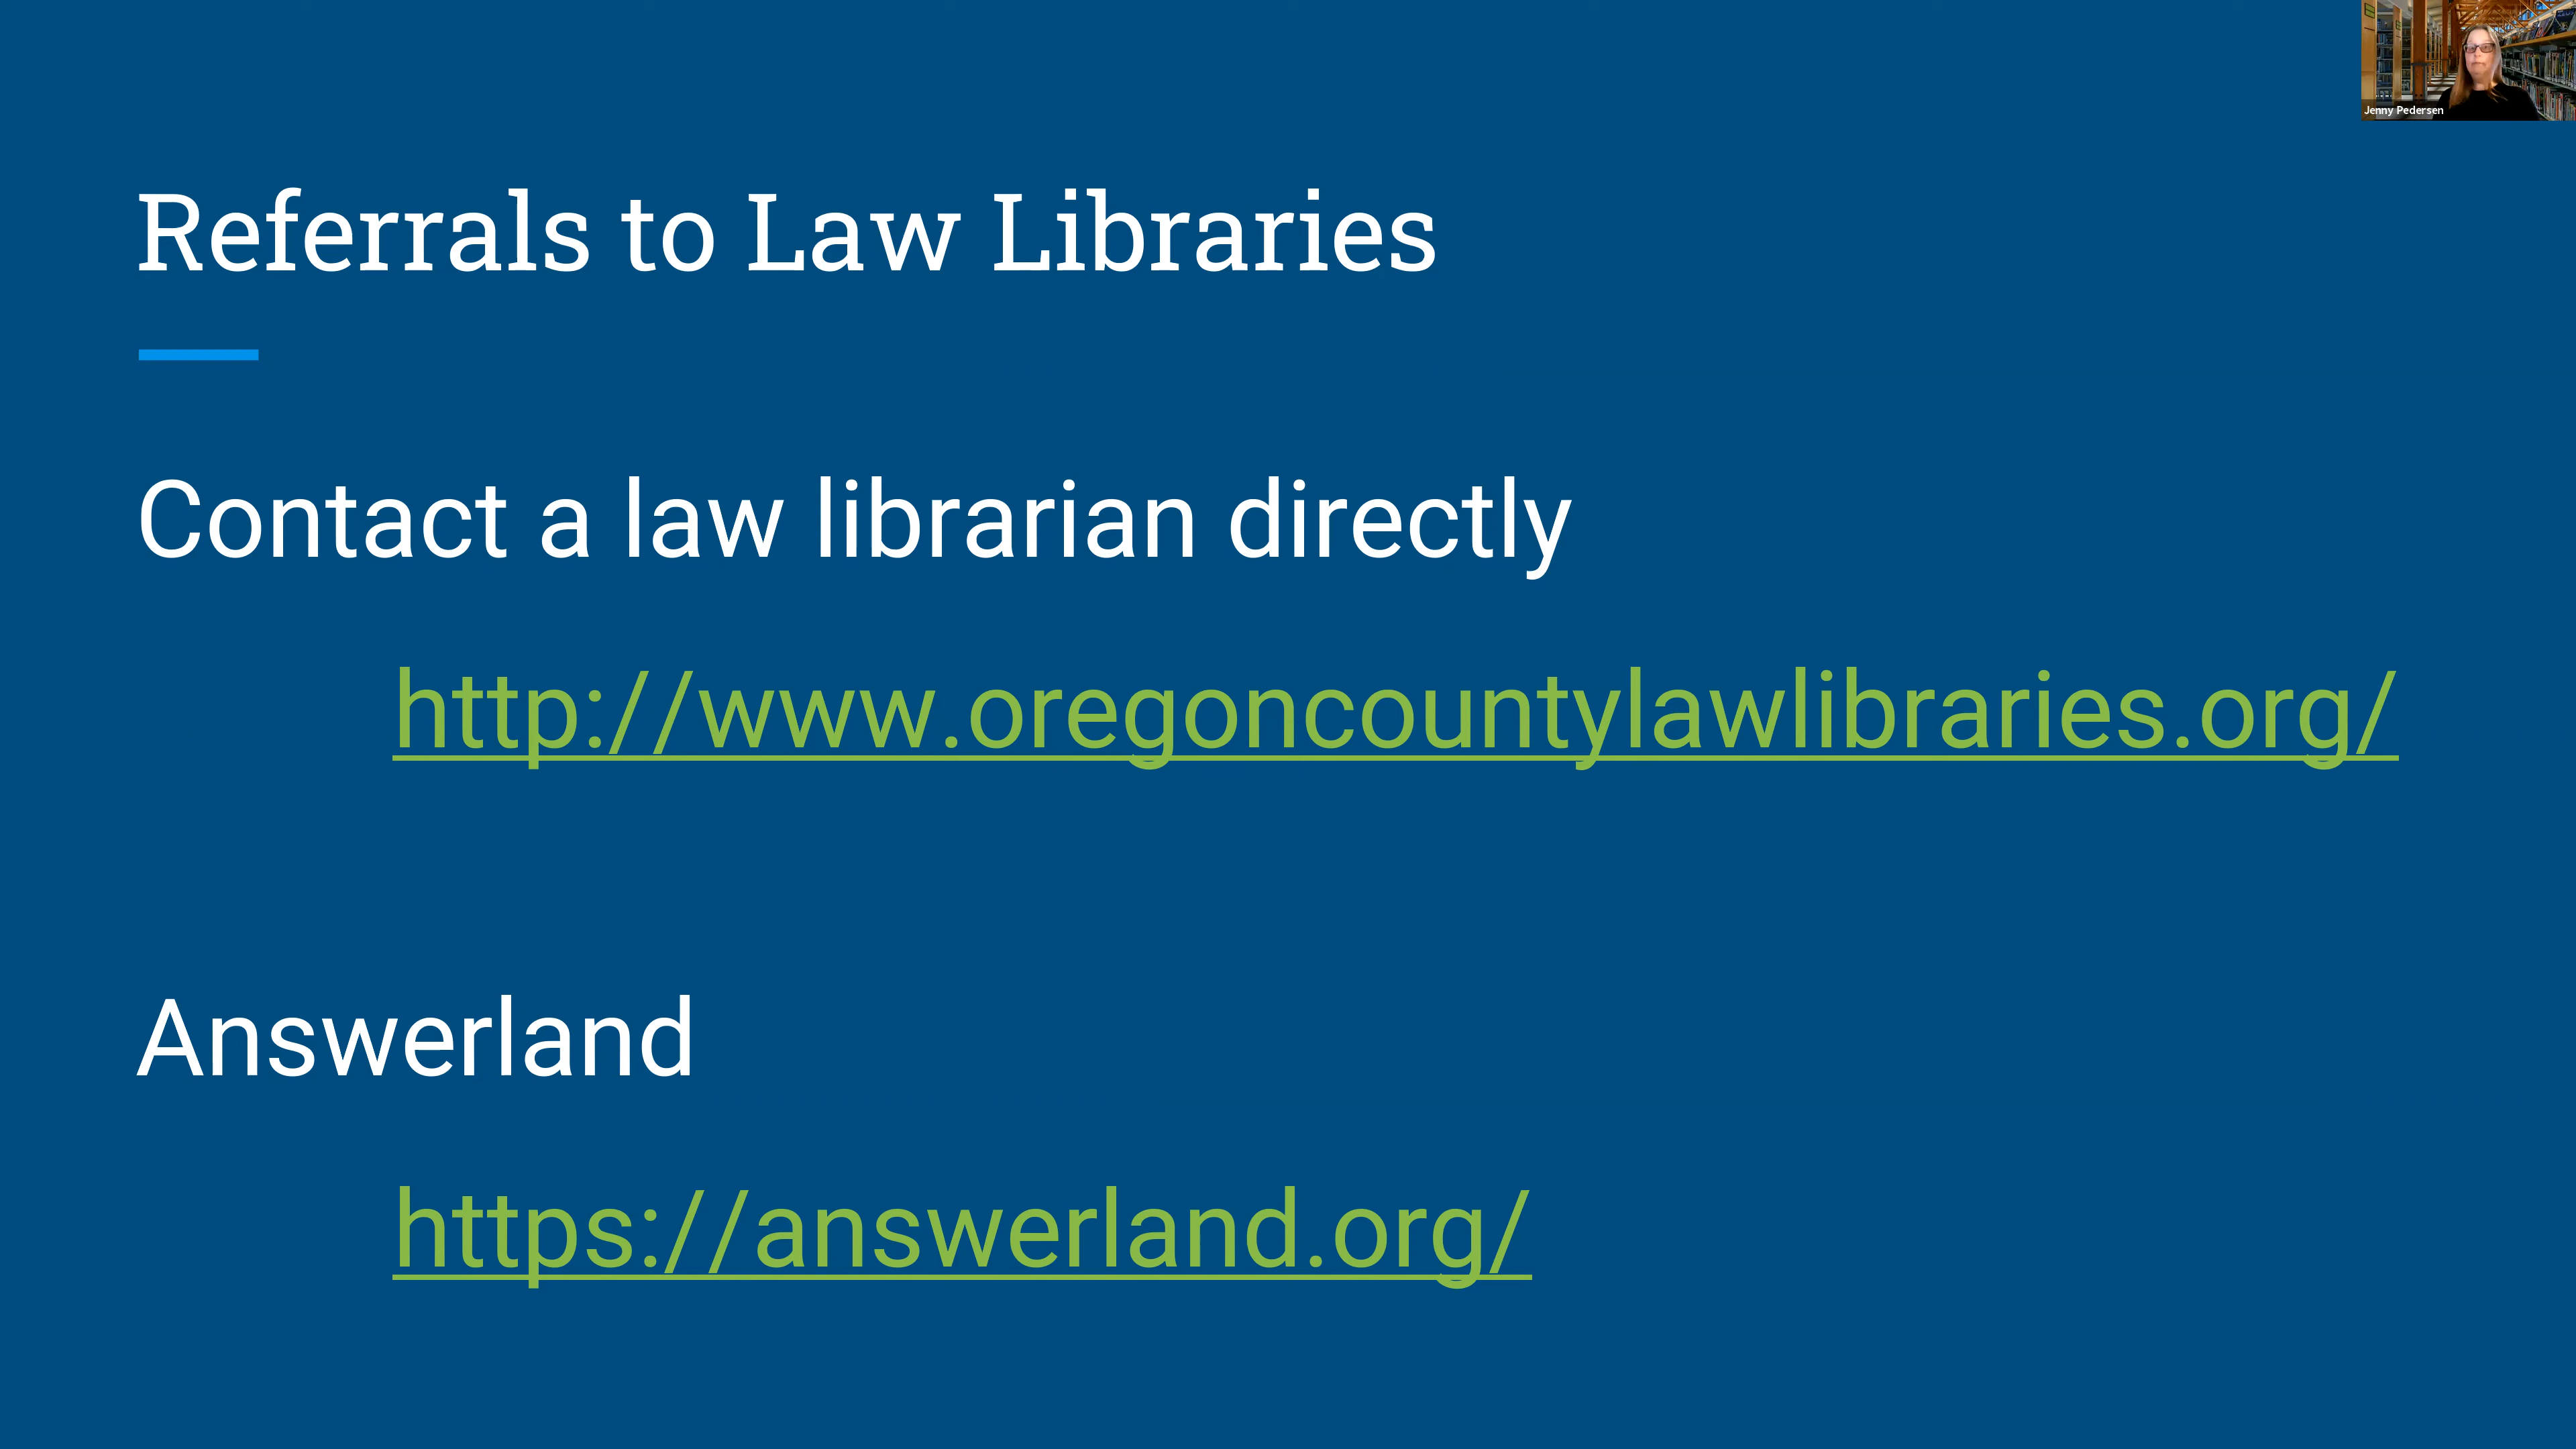 Jenny Pedersen
Referrals to Law Libraries
Contact a law librarian directly
http://www.oregoncountylawlibraries.org/
Answerland
https://answerland.org/